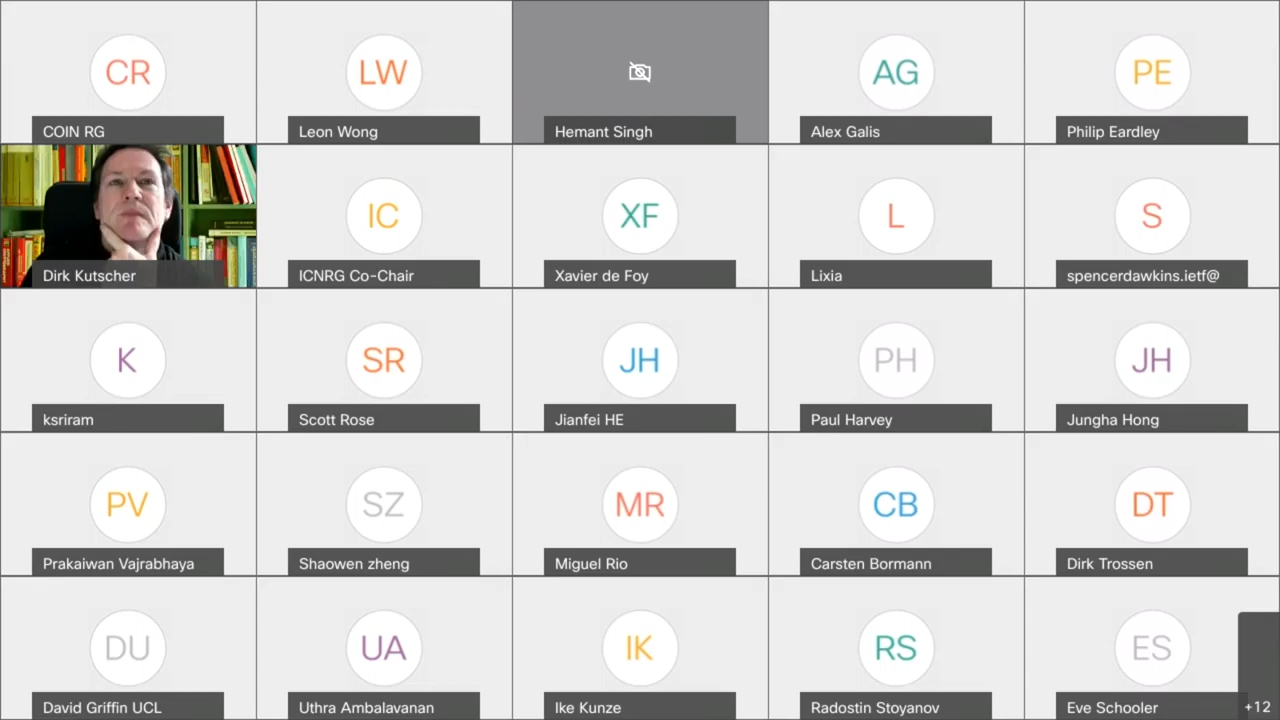 CR
COIN RG
LW
Leon Wong
Hemant Singh
AG
Alex Galis
PE
Philip Eardley
Dirk Kutscher
IC
ICNRG Co-Chair
XF
Xavier de Foy
L
Lixia
S
spencerdawkins.ietf@
K
ksriram
SR
Scott Rose
JH
Jianfei HE
PH
Paul Harvey
JH
Jungha Hong
PV
Prakaiwan Vajrabhaya
SZ
Shaowen zheng
MR
Miguel Rio
CB
Carsten Bormann
DT
Dirk Trossen
DU
David Griffin UCL
UA
Uthra Ambalavanan
IK
Ike Kunze
RS
Radostin Stoyanov
ES
Eve Schooler
+12